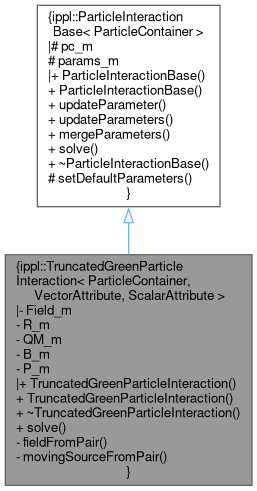 {ippl::ParticleInteraction
Base< ParticleContainer >
|# pc_m
# params_m
|+ ParticleInteractionBase()
+ ParticleInteractionBase()
+ updateParameter()
+ updateParameters()
+ mergeParameters()
+ solve()
+ ~ParticleInteractionBase()
# setDefaultParameters()
}
{ippl::TruncatedGreenParticle
Interaction< ParticleContainer,
VectorAttribute, ScalarAttribute >
|- Field_m
- R_m
- QM_m
- B_m
- P_m
|+ TruncatedGreenParticleInteraction()
+ TruncatedGreenParticleInteraction()
+ ~TruncatedGreenParticleInteraction()
+ solve()
- fieldFromPair()
- movingSourceFromPair()
}